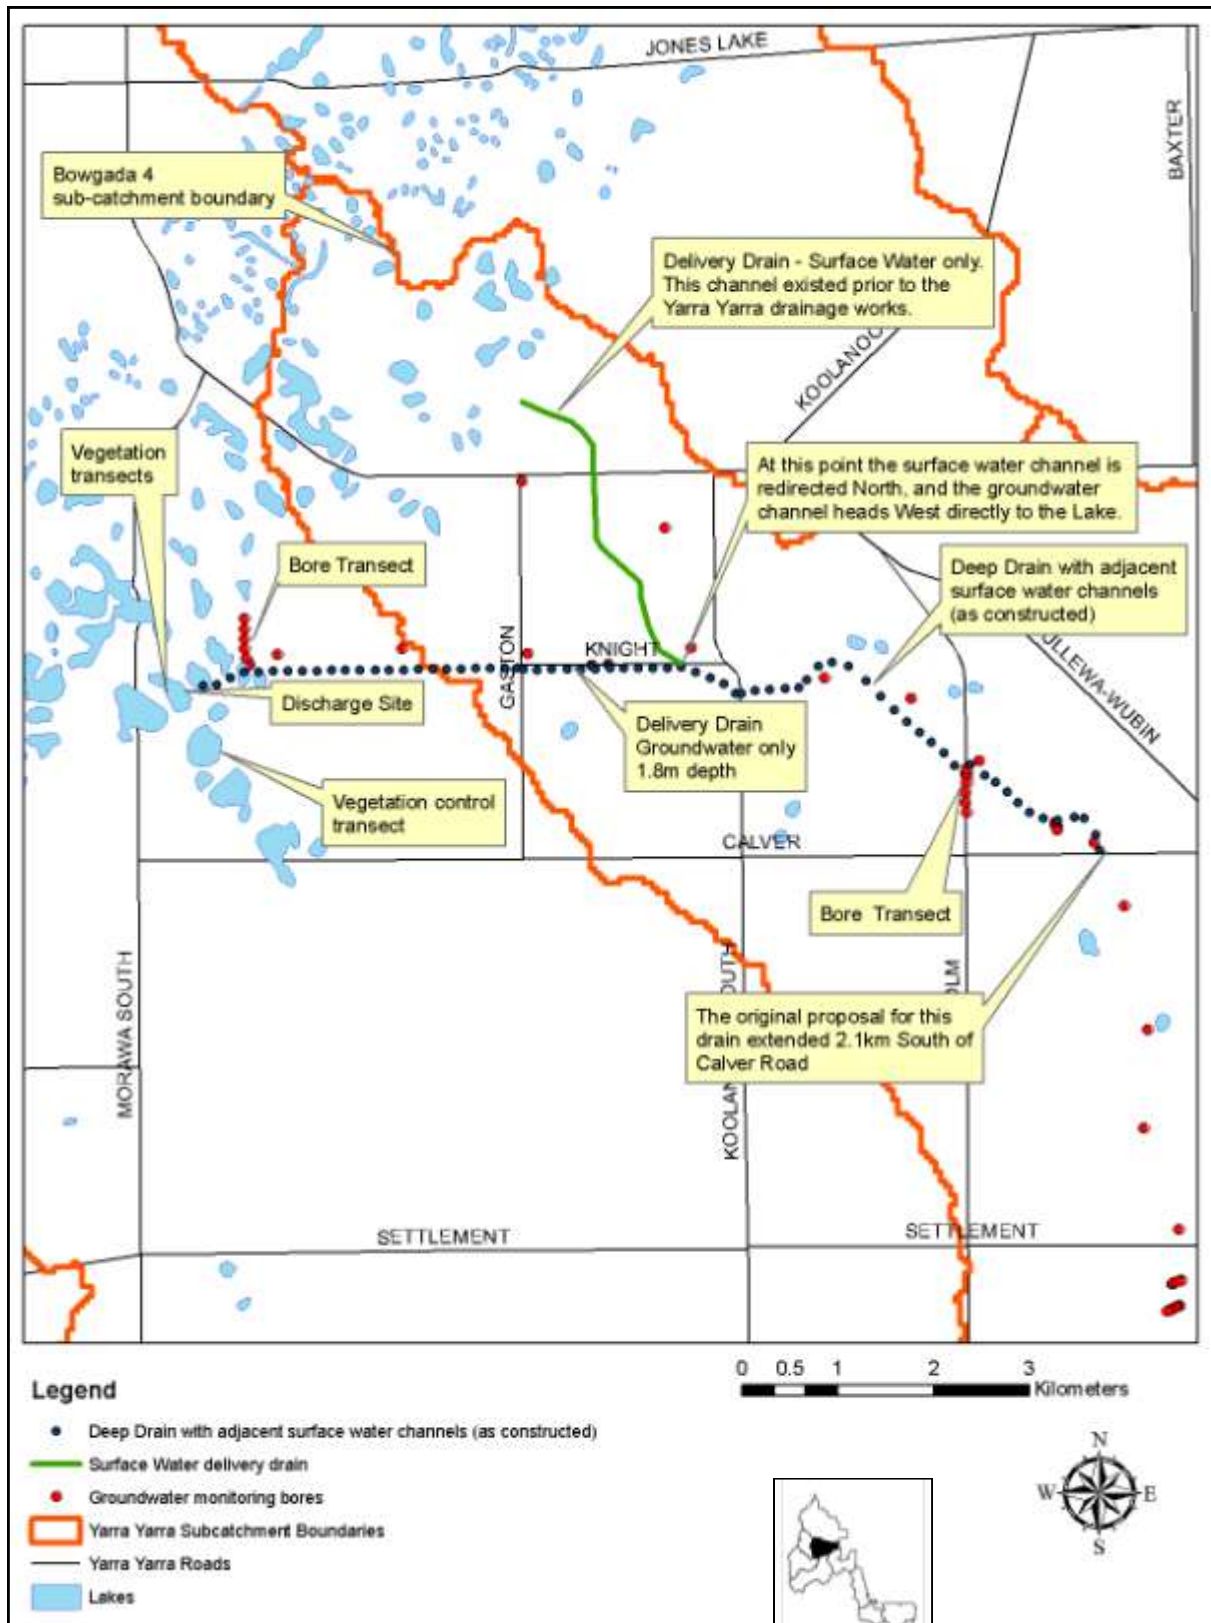 JONES LAKE
BAXTER
Bowgada 4
sub-catchment boundary
Delivery Drain - Surface Water only.
This channel existed prior to the
Yarra Yarra drainage works.
KOOLANOO
Vegetation
transects
At this point the surface water channel is
redirected North, and the groundwater
channel heads West directly to the Lake.
Bore Transect
Deep Drain with adjacent
surface water channels
(as constructed)
GASTON
KNIGHT
ULLEWA-WUBIN
Discharge Site
Delivery Drain
Groundwater only
1.8m depth
Vegetation control
transect
CALVER
Bore Transect
MORAWA SOUTH
KOOLAN
OUTH
OLM
The original proposal for this
drain extended 2.1km South of
Calver Road
SETTLEMENT
SETTLEMENT
0 0.5 1 2 3
Kilometers
Legend
Deep Drain with adjacent surface water channels (as constructed)
Surface Water delivery drain
Groundwater monitoring bores
Yarra Yarra Subcatchment Boundaries
Yarra Yarra Roads
Lakes
N
W E
S